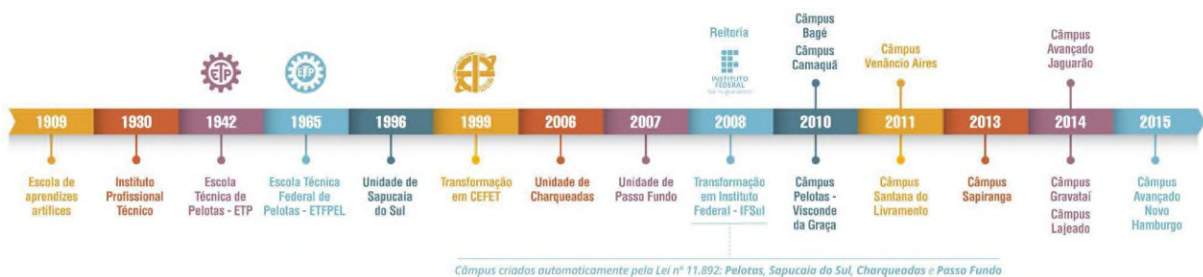 Reitoria
INSTITUTO
FEDERAL
Câmpus
Bagé
Câmpus
Camaquã
Câmpus
Venâncio Aires
Câmpus
Avançado
Jaguarão
ETP
ETP
1909
1930
1942
1965
1996
1999
2006
2007
2008
2010
2011
2013
2014
2015
Escola de
aprendizes
artífices
Instituto
Profissional
Técnico
Escola
Técnica de
Pelotas - ETP
Escola Técnica
Federal de
Pelotas - ETFPEL
Unidade de
Sapucaia
do Sul
Transformação
em CEFET
Unidade de
Charqueadas
Unidade de
Passo Fundo
Transformação
em Instituto
Federal - IFSul
Câmpus
Pelotas -
Visconde
da Graça
Câmpus
Santana do
Livramento
Câmpus
Sapiranga
Câmpus
Gravataí
Câmpus
Lajeado
Câmpus
Avançado
Novo
Hamburgo
Câmpus criados automaticamente pela Lei nº 11.892: Pelotas, Sapucaia do Sul, Charqueadas e Passo Fundo